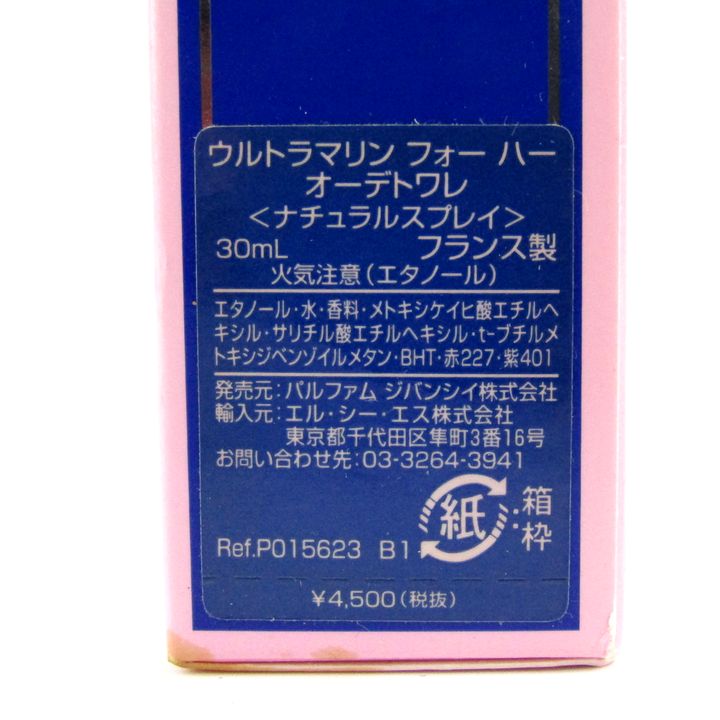 ウルトラマリン フォー ハー
オーデトワレ
<ナチュラルスプレイ>
30mL フランス製
火気注意(エタノール)
エタノール・水・香料・メトキシケイヒ酸エチルヘ
キシル・サリチル酸エチルヘキシル・t-ブチルメ
トキシジベンゾイルメタン・BHT・赤227・紫401
発売元:パルファム ジバンシイ株式会社
輸入元:エル・シー・エス株式会社
東京都千代田区隼町3番16号
お問い合わせ先:03-3264-3941
紙:箱
枠
Ref.P015623 B1
¥4,500(税抜)